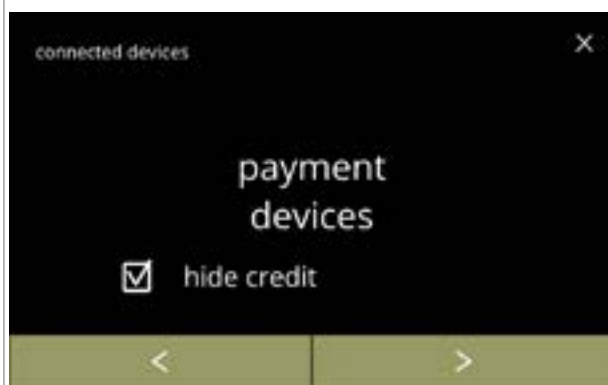 connected devices
×
payment
devices
hide credit
< >